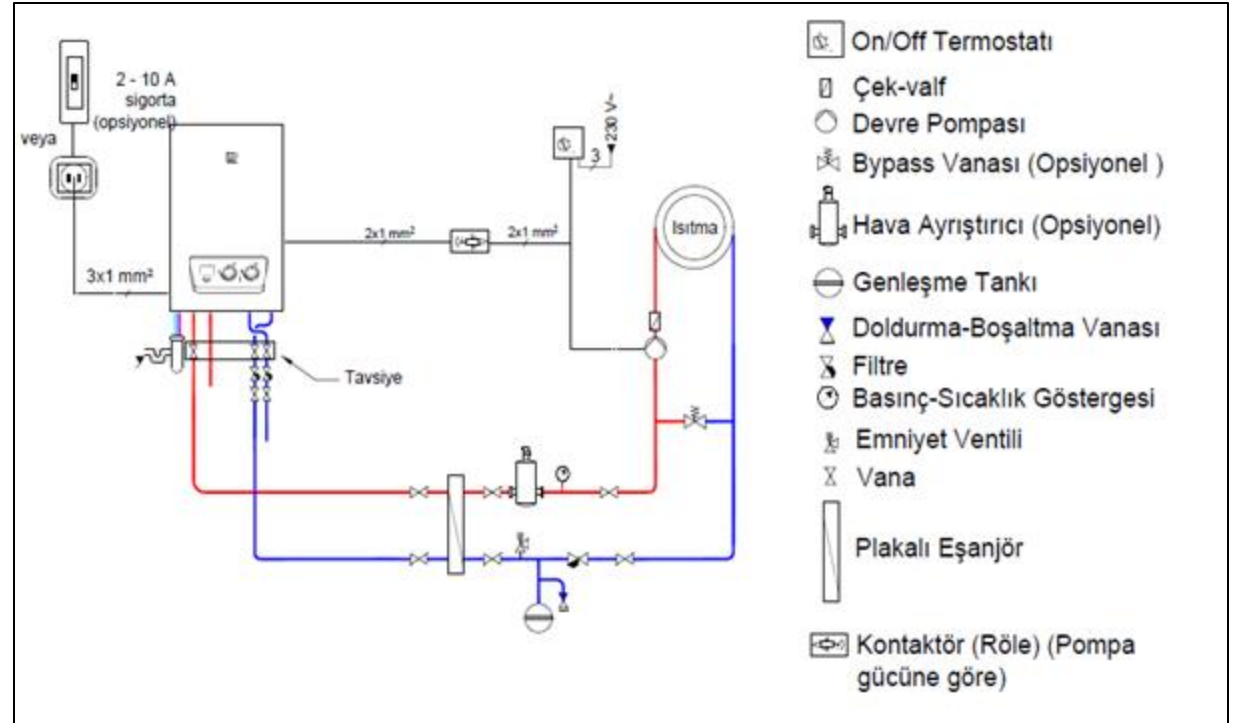 2 - 10 A
sigorta
(opsiyonel)
veya
3x1 mm²
2x1 mm²
2x1 mm²
3
230 V~
Isıtma
Tavsiye
On/Off Termostatı
Çek-valf
Devre Pompası
Bypass Vanası (Opsiyonel )
Hava Ayrıştırıcı (Opsiyonel)
Genleşme Tankı
Doldurma-Boşaltma Vanası
Filtre
Basınç-Sıcaklık Göstergesi
Emniyet Ventili
Vana
Plakalı Eşanjör
Kontaktör (Röle) (Pompa
gücüne göre)